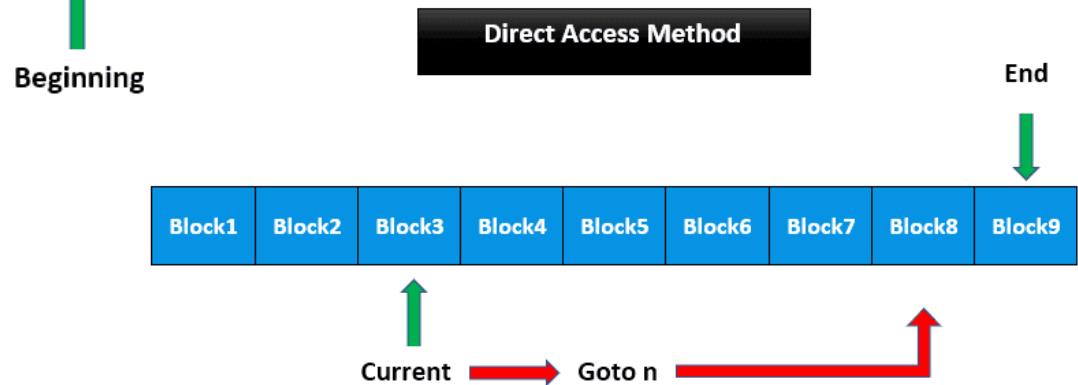 Direct Access Method
Beginning
End
Block1 Block2 Block3 Block4 Block5 Block6 Block7 Block8 Block9
Current Goto n